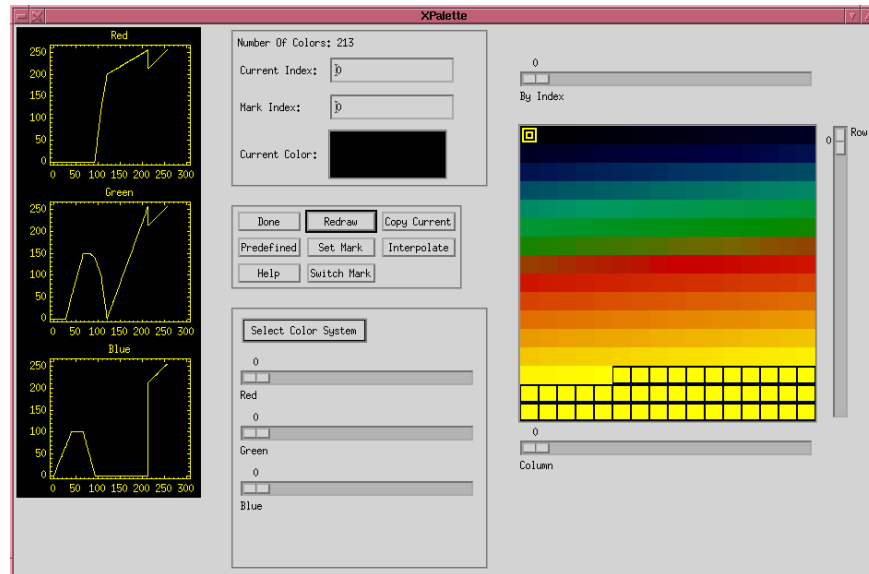 XPalette
Red
250
200
150
100
50
0
0 50 100 150 200 250 300
Green
250
200
150
100
50
0
0 50 100 150 200 250 300
Blue
250
200
150
100
50
0
0 50 100 150 200 250 300
Number Of Colors: 213
Current Index: 0
Mark Index: 0
Current Color:
Done Redraw Copy Current
Predefined Set Mark Interpolate
Help Switch Mark
Select Color System
0
Red
0
Green
0
Blue
0
By Index
0 Row
0
Column